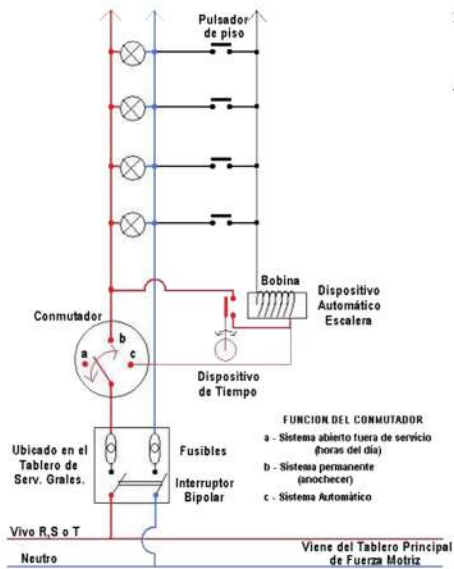 Pulsador
de piso
Bobina
Dispositivo
Automático
Escalera
Conmutador
b
a
c
Dispositivo
de Tiempo
Ubicado en el
Tablero de
Serv. Grales.
Fusibles
Interruptor
Bipolar
FUNCION DEL CONMUTADOR
a - Sistema abierto fuera de servicio
(horas del día)
b - Sistema permanente
(anochecer)
c - Sistema Automático
Vivo R,S o T
Neutro
Viene del Tablero Principal
de Fuerza Motríz